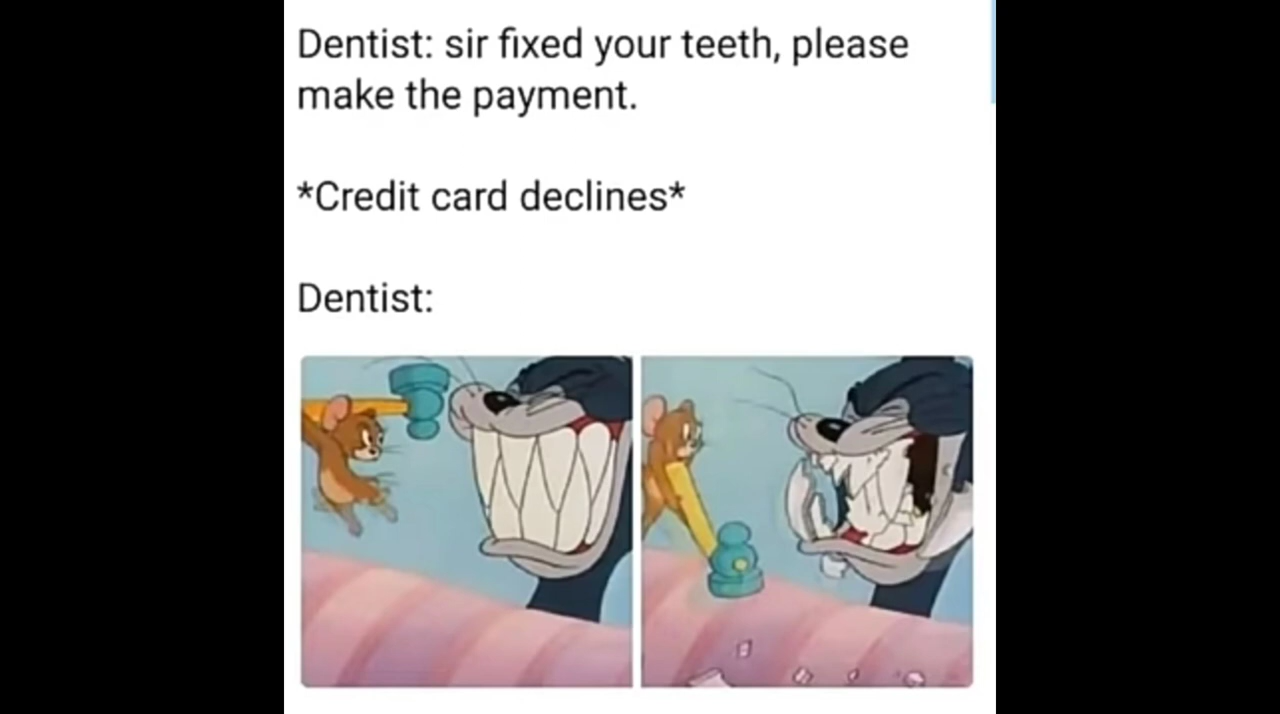 Dentist: sir fixed your teeth, please
make the payment.
*Credit card declines*
Dentist: